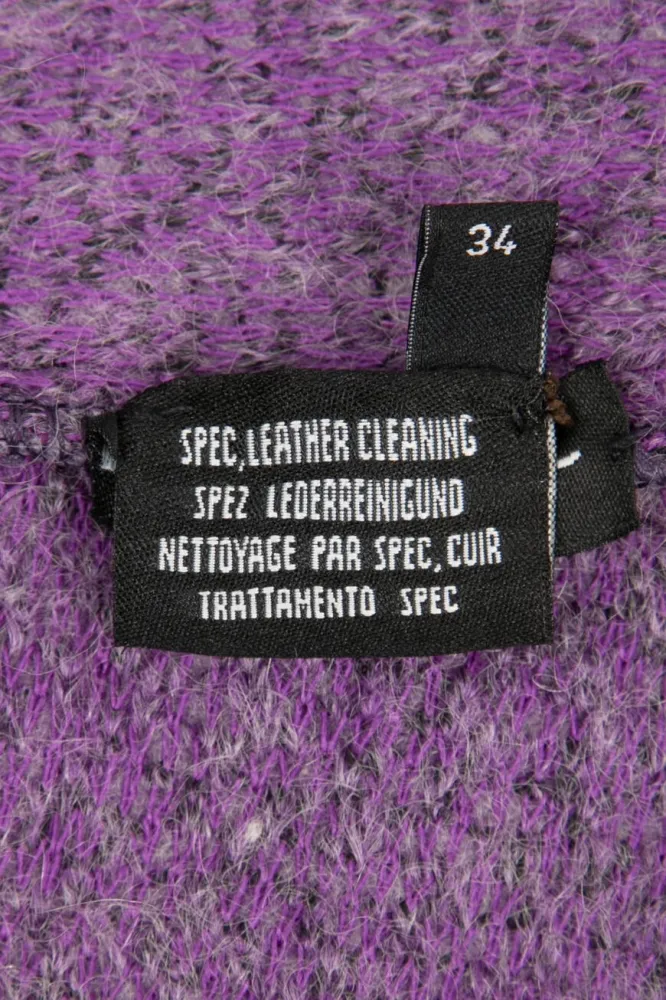 34
SPEC, LEATHER CLEANING
SPEZ LEDERREINIGUND
NETTOYAGE PAR SPEC, CUIR
TRATTAMENTO SPEC